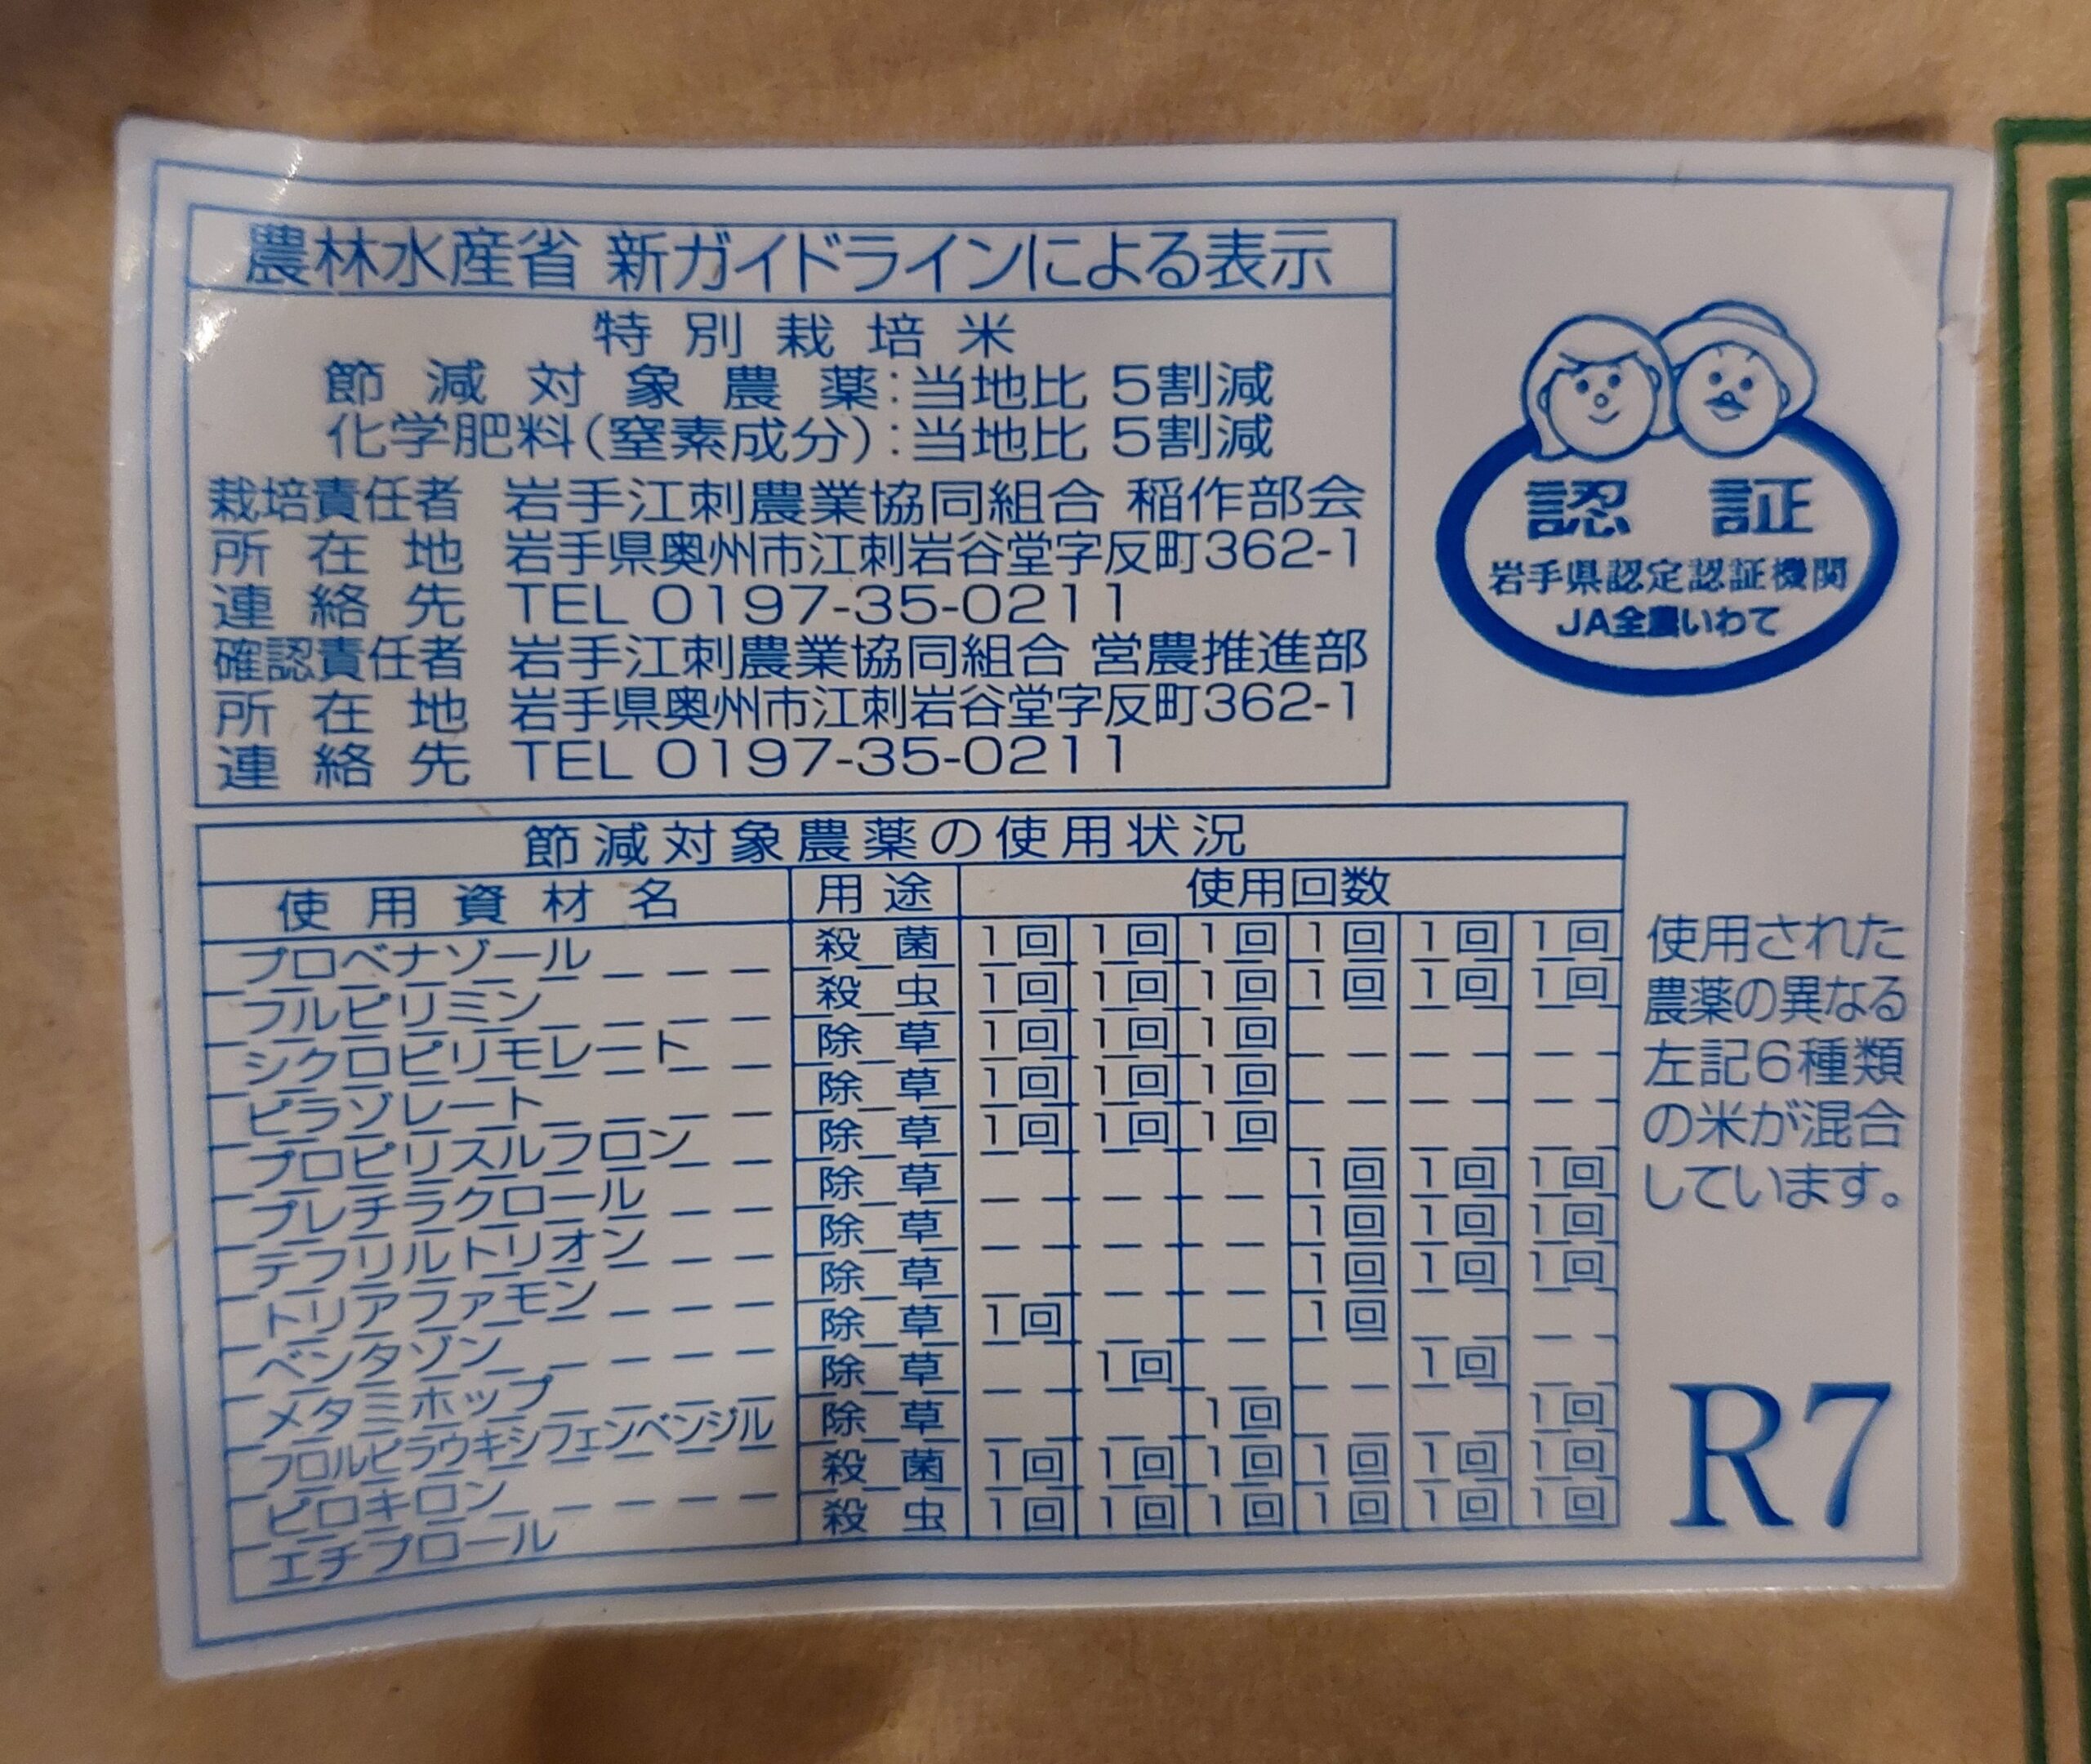 農林水産省 新ガイドラインによる表示
特別栽培米
節減対象農薬:当地比 5割減
化学肥料(窒素成分):当地比 5割減
栽培責任者 岩手江刺農業協同組合 稲作部会
所在地 岩手県奥州市江刺岩谷堂字反町362-1
連絡先 TEL 0197-35-0211
確認責任者 岩手江刺農業協同組合 営農推進部
所在地 岩手県奥州市江刺岩谷堂字反町362-1
連絡先 TEL 0197-35-0211
認証
岩手県認定認証機関
JA全農いわて
節減対象農薬の使用状況
使用資材名 用途 使用回数
プロベナゾール 殺菌 1回 1回 1回 1回 1回 1回
フルピリミン 殺虫 1回 1回 1回 1回 1回 1回
シクロピリモレート 除草 1回 1回 1回
ピラゾレート 除草 1回 1回 1回
プロピリスルフロン 除草 1回 1回 1回
プレチラクロール 除草 1回 1回 1回
テフリルトリオン 除草 1回 1回 1回
トリアファモン 除草 1回 1回 1回
ベンタゾン 除草 1回 1回
メタミホップ 除草 1回 1回
フロルピラウキシフェンベンジル 除草 1回 1回
ピロキロン 殺菌 1回 1回 1回 1回 1回 1回
エチプロール 殺虫 1回 1回 1回 1回 1回 1回
使用された
農薬の異なる
左記6種類
の米が混合
しています。
R7